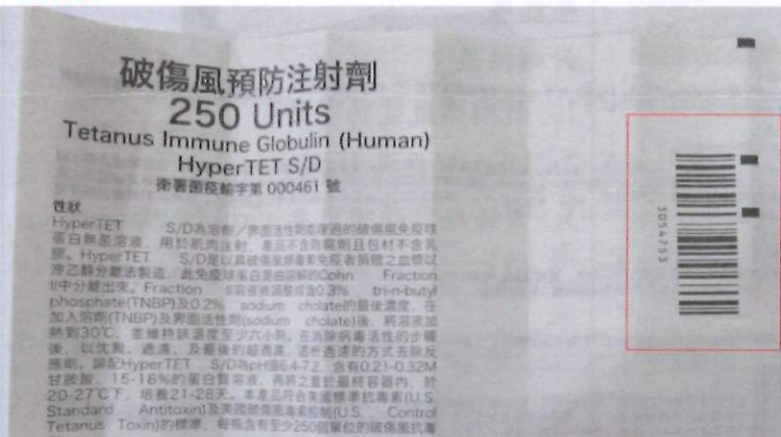 破傷風預防注射劑
250 Units
Tetanus Immune Globulin (Human)
HyperTET S/D
衛署菌疫輸字第 000461 號
性狀
HyperTET S/D為溶劑／界面活性劑處理過的破傷風免疫球
蛋白無菌溶液，用於肌肉注射，產品不含防腐劑且包材不含乳
膠。HyperTET S/D是以具破傷風類毒素免疫者捐贈之血漿以
冷乙醇分離法製造，此免疫球蛋白是由溶解的Cohn Fraction
II中分離出來。Fraction II溶液被調整成含0.3% tri-n-butyl
phosphate(TNBP)及0.2% sodium cholate的最後濃度，在
加入溶劑(TNBP)及界面活性劑(sodium cholate)後，將溶液加
熱到30℃，並維持該溫度至少六小時。在消除病毒活性的步驟
後，以沈澱、過濾、及最後的超過濾、透析過濾的方式去除反
應劑。調配HyperTET S/D為pH值6.4-7.2，含有0.21-0.32M
甘胺酸，15-18%的蛋白質溶液，再將之置於最終容器內，於
20-27℃下，培養21-28天。本產品符合美國標準抗毒素(U.S.
Standard Antitoxin)及美國破傷風毒素控制(U.S. Control
Tetanus Toxin)的標準，每瓶含有至少250個單位的破傷風抗毒
3054753